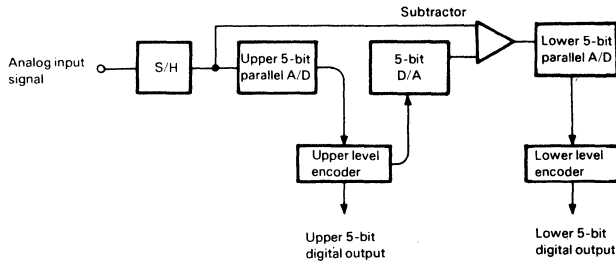 Subtractor
Analog input
signal
S/H
Upper 5-bit
parallel A/D
5-bit
D/A
Lower 5-bit
parallel A/D
Upper level
encoder
Lower level
encoder
Upper 5-bit
digital output
Lower 5-bit
digital output